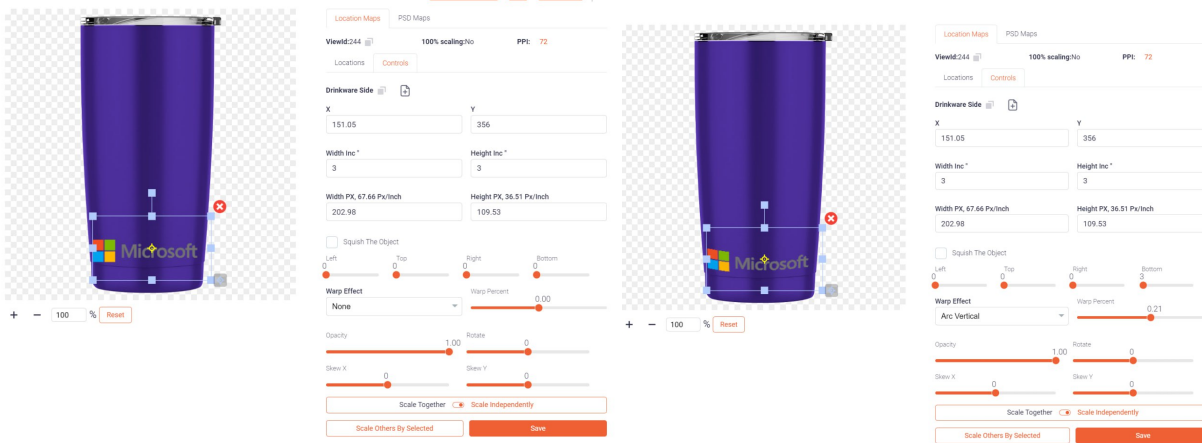 Location Maps PSD Maps
ViewId:244 100% scaling:No PPI: 72
Locations Controls
Drinkware Side
X Y
151.05 356
Width Inc * Height Inc *
3 3
Width PX, 67.66 Px/Inch Height PX, 36.51 Px/Inch
202.98 109.53
Squish The Object
Left Top Right Bottom
0 0 0 0
Warp Effect Warp Percent
None 0.00
Opacity Rotate
1.00 0
Skew X Skew Y
0 0
Scale Together Scale Independently
Scale Others By Selected Save
Microsoft
+ − 100 % Reset
Location Maps PSD Maps
ViewId:244 100% scaling:No PPI: 72
Locations Controls
Drinkware Side
X Y
151.05 356
Width Inc * Height Inc *
3 3
Width PX, 67.66 Px/Inch Height PX, 36.51 Px/Inch
202.98 109.53
Squish The Object
Left Top Right Bottom
0 0 0 3
Warp Effect Warp Percent
Arc Vertical 0.21
Opacity Rotate
1.00 0
Skew X Skew Y
0 0
Scale Together Scale Independently
Scale Others By Selected Save
Microsoft
+ − 100 % Reset